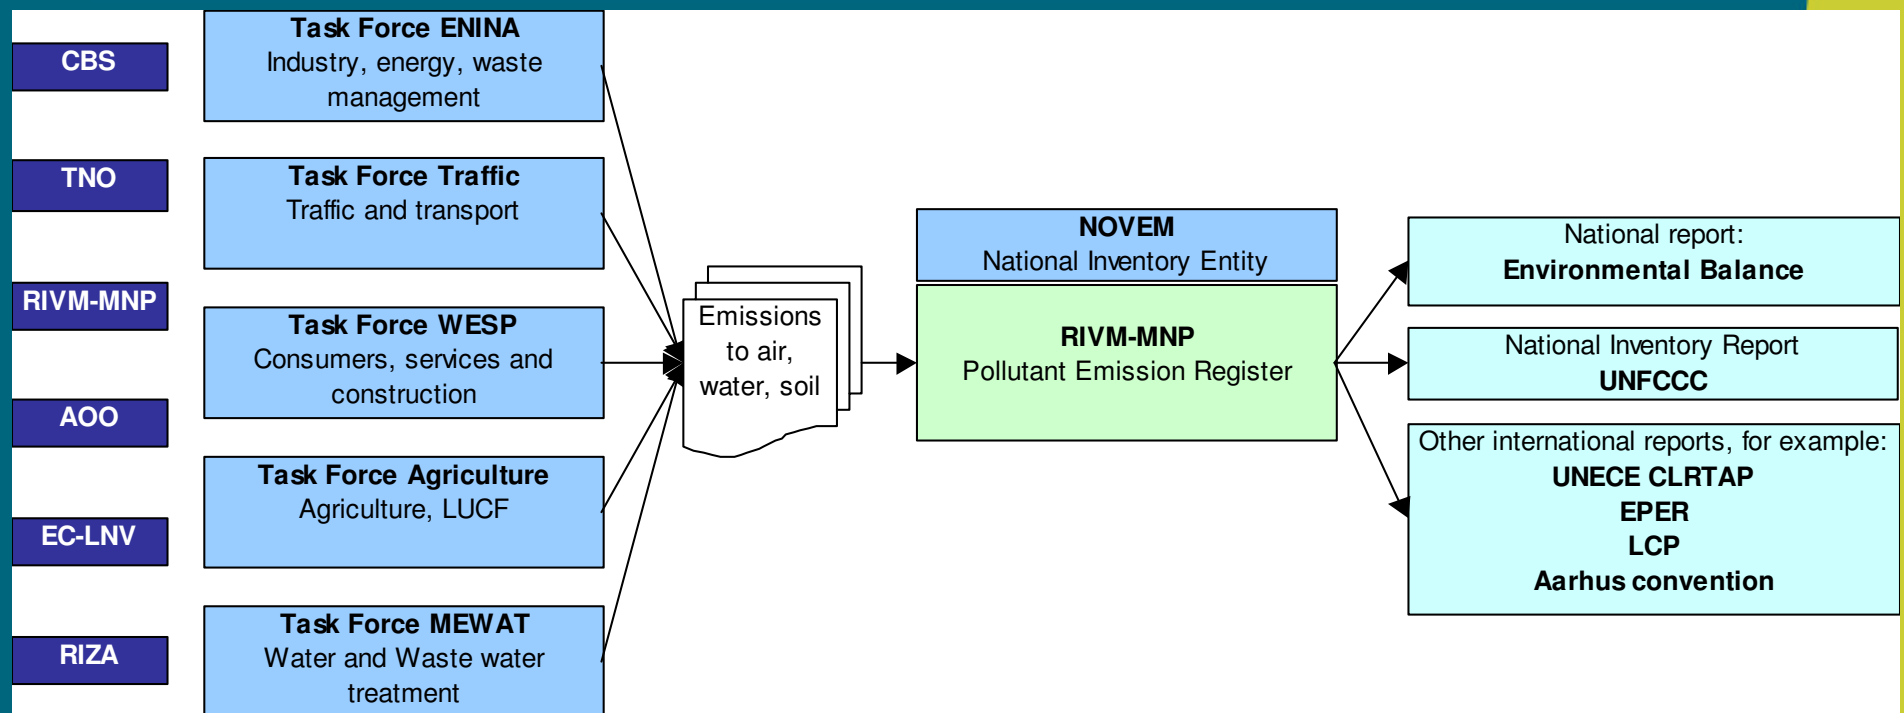 CBS
TNO
RIVM-MNP
AOO
EC-LNV
RIZA
Task Force ENINA
Industry, energy, waste
management
Task Force Traffic
Traffic and transport
Task Force WESP
Consumers, services and
construction
Task Force Agriculture
Agriculture, LUCF
Task Force MEWAT
Water and Waste water
treatment
Emissions
to air,
water, soil
NOVEM
National Inventory Entity
RIVM-MNP
Pollutant Emission Register
National report:
Environmental Balance
National Inventory Report
UNFCCC
Other international reports, for example:
UNECE CLRTAP
EPER
LCP
Aarhus convention